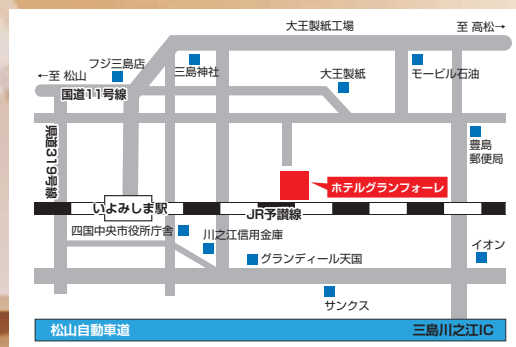 大王製紙工場
至 高松→
フジ三島店
三島神社
←至 松山
大王製紙
モービル石油
国道11号線
県道319号線
豊島
郵便局
ホテルグランフォーレ
いよみしま駅
JR予讃線
四国中央市役所庁舎
川之江信用金庫
グランディール天国
イオン
サンクス
松山自動車道
三島川之江IC